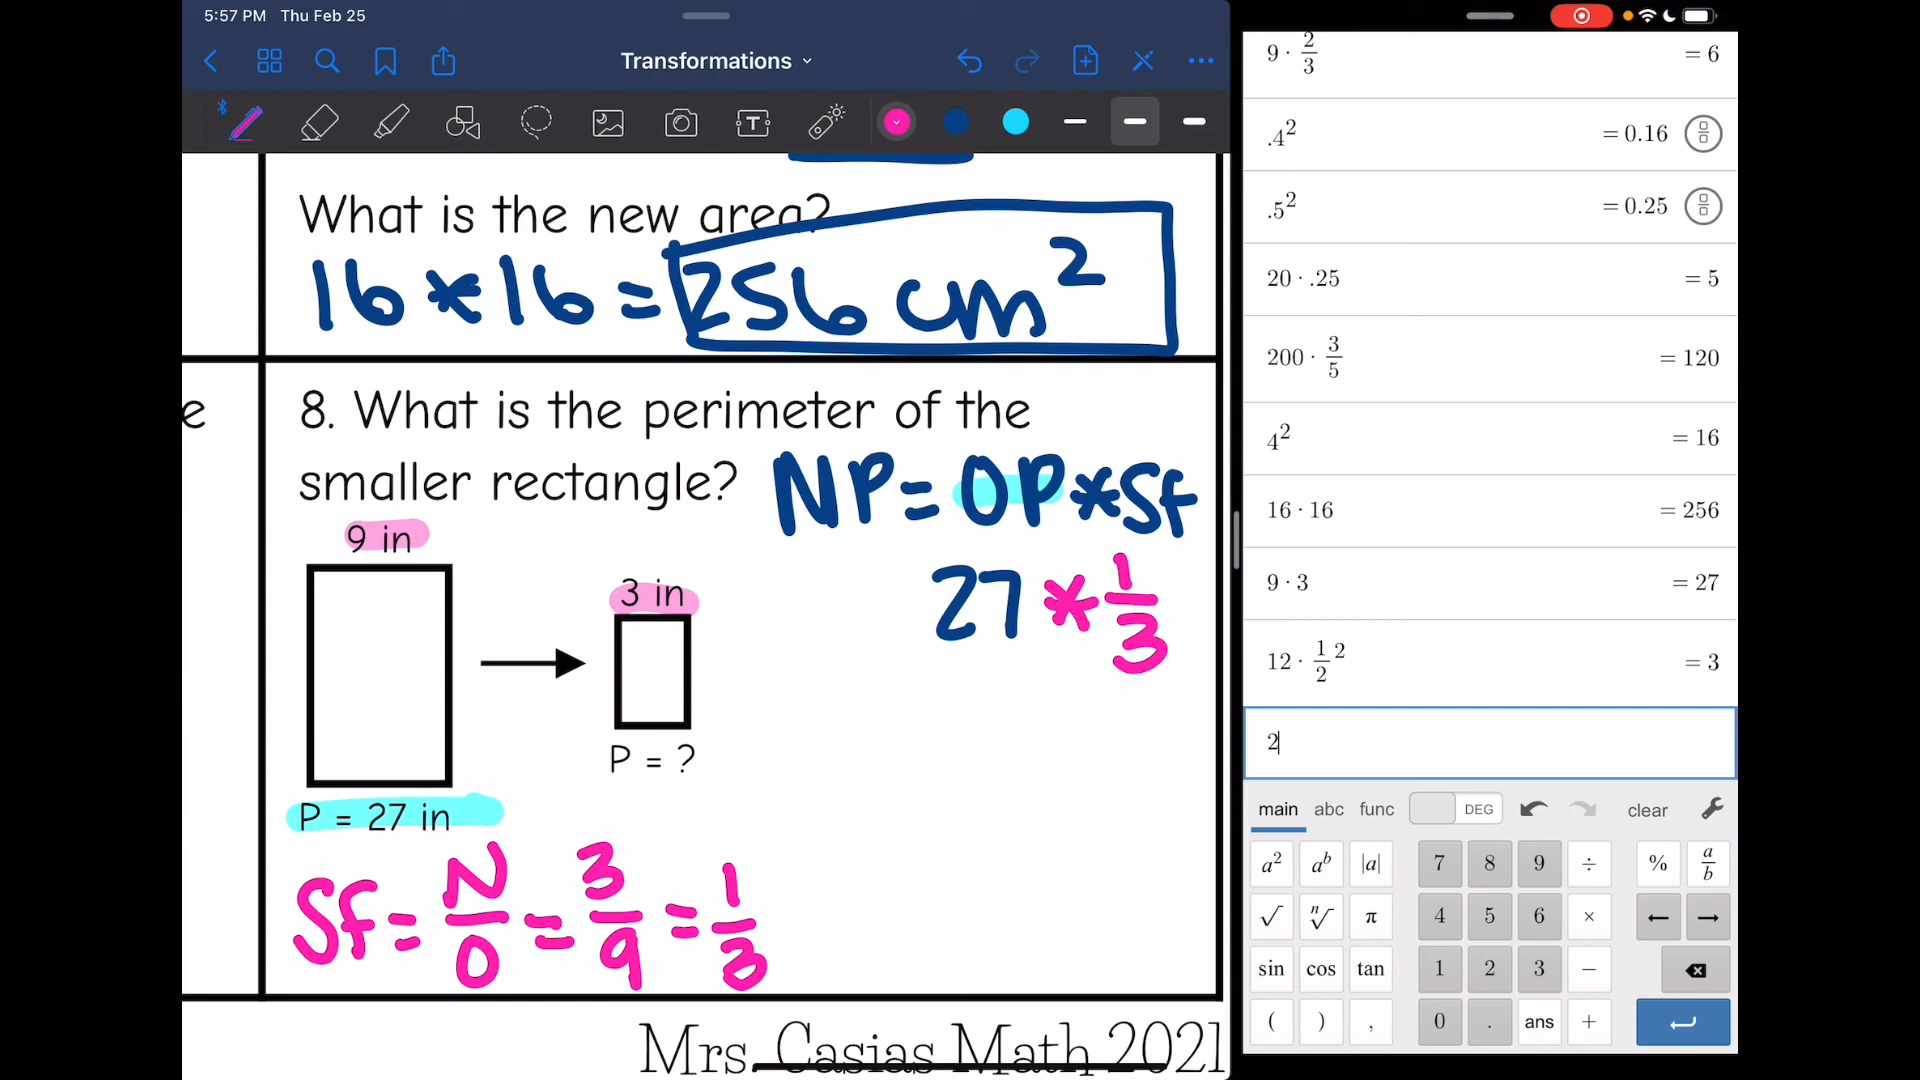 5:57 PM Thu Feb 25
Transformations
T
What is the new area?
16 * 16 = 256 cm²
e
8. What is the perimeter of the
smaller rectangle?
NP = OP * Sf
27 * 1/3
9 in
3 in
P = ?
P = 27 in
Sf = N/O = 3/9 = 1/3
Mrs. Casias Math 2021
9 · 2/3 = 6
.4² = 0.16
.5² = 0.25
20 · .25 = 5
200 · 3/5 = 120
4² = 16
16 · 16 = 256
9 · 3 = 27
12 · 1/2² = 3
2
main abc func DEG clear
a² aᵇ |a| 7 8 9 ÷ % a/b
√ ⁿ√ π 4 5 6 × ← →
sin cos tan 1 2 3 −
( ) , 0 . ans +